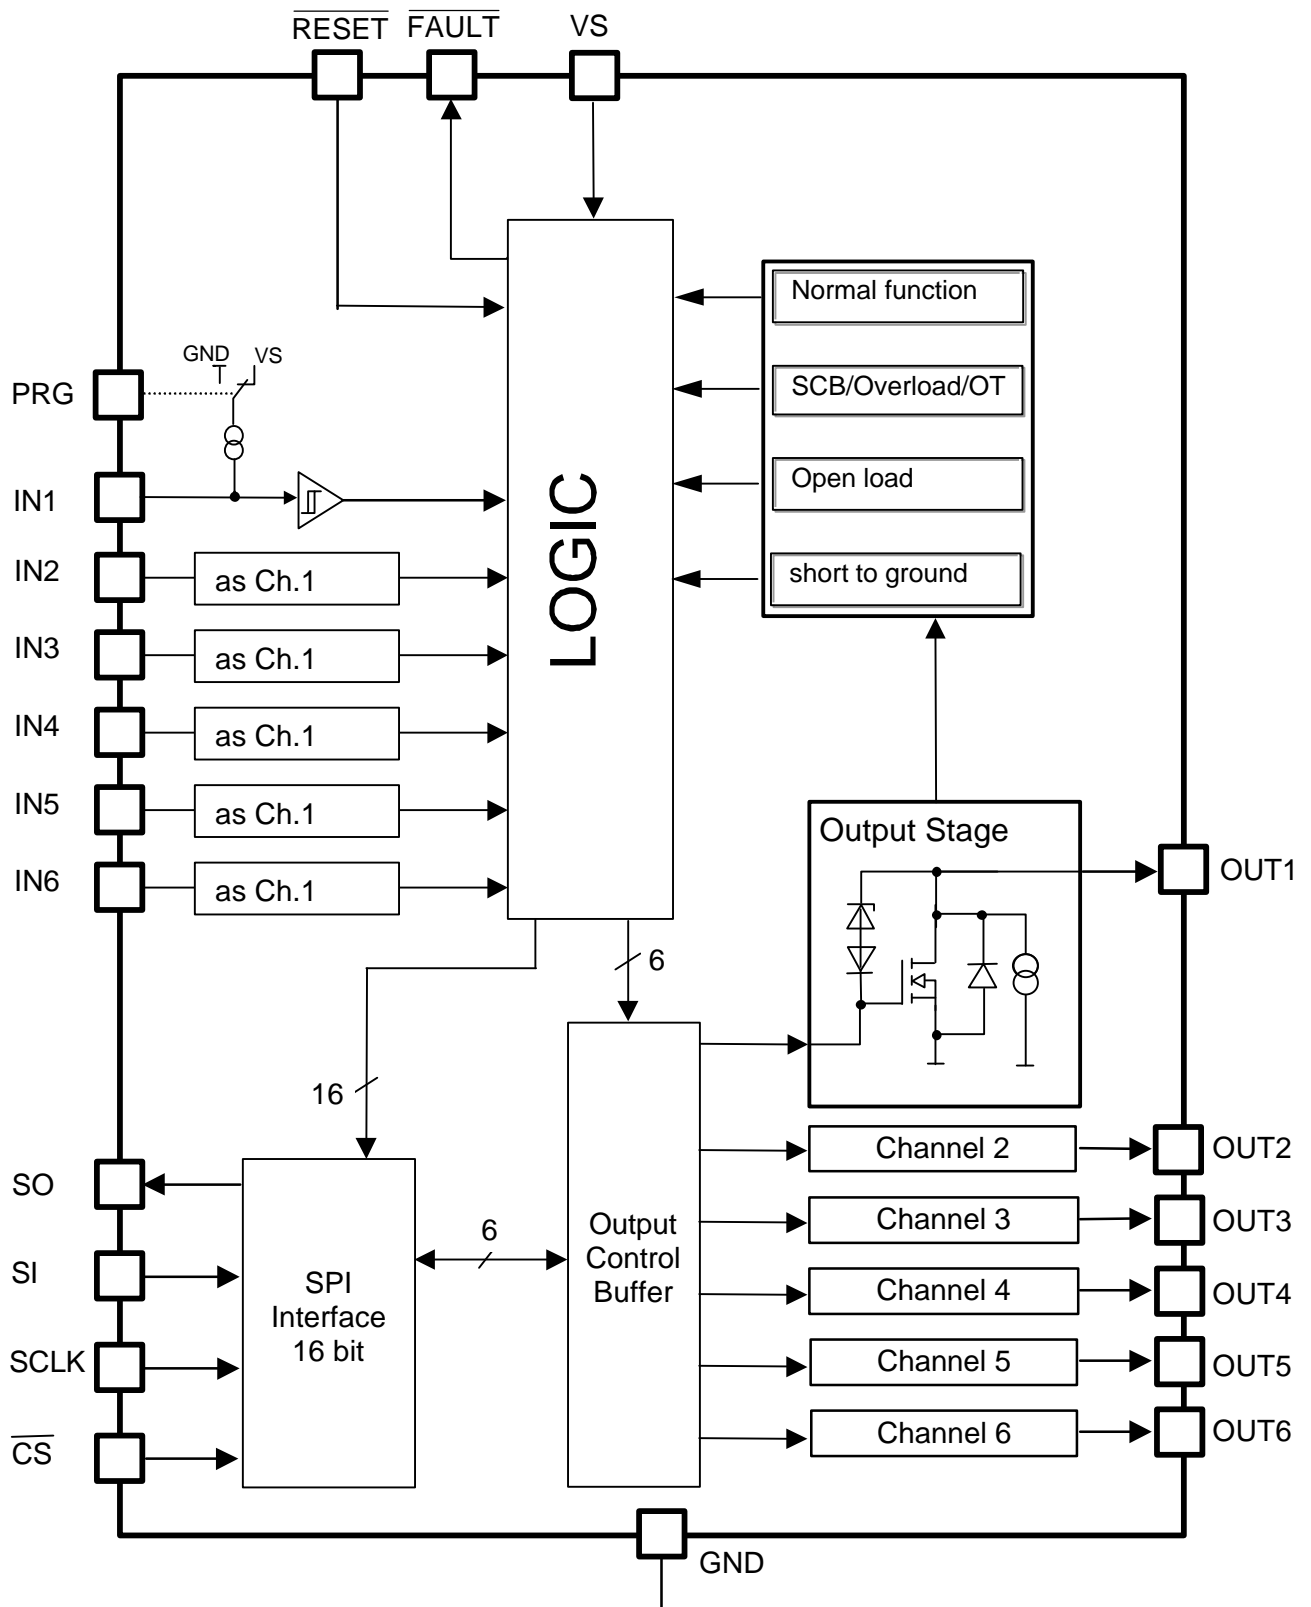 RESET FAULT VS
GND VS
PRG
Normal function
SCB/Overload/OT
Open load
short to ground
IN1
IN2 as Ch.1
IN3 as Ch.1
IN4 as Ch.1
IN5 as Ch.1
IN6 as Ch.1
LOGIC
Output Stage
OUT1
6
16
SO
SI
SCLK
CS
SPI
Interface
16 bit
6
Output
Control
Buffer
Channel 2 OUT2
Channel 3 OUT3
Channel 4 OUT4
Channel 5 OUT5
Channel 6 OUT6
GND